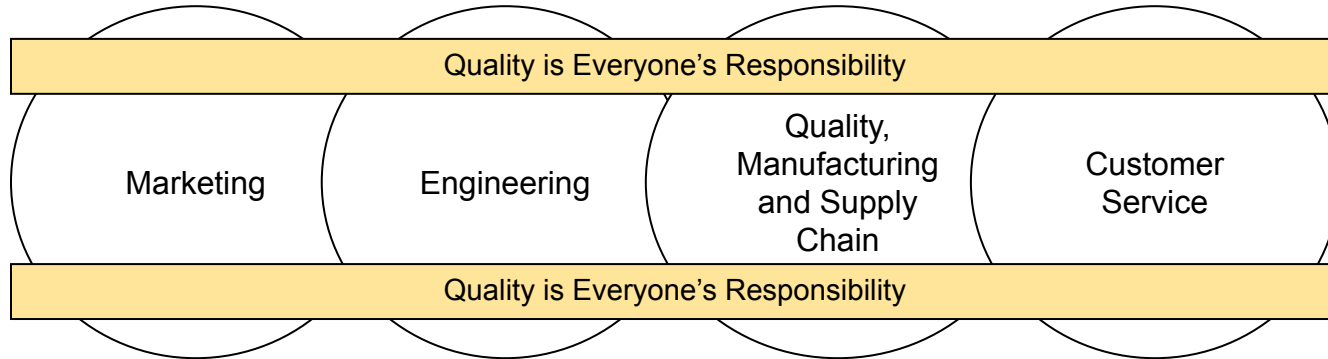 Quality is Everyone’s Responsibility
Marketing
Engineering
Quality,
Manufacturing
and Supply
Chain
Customer
Service
Quality is Everyone’s Responsibility